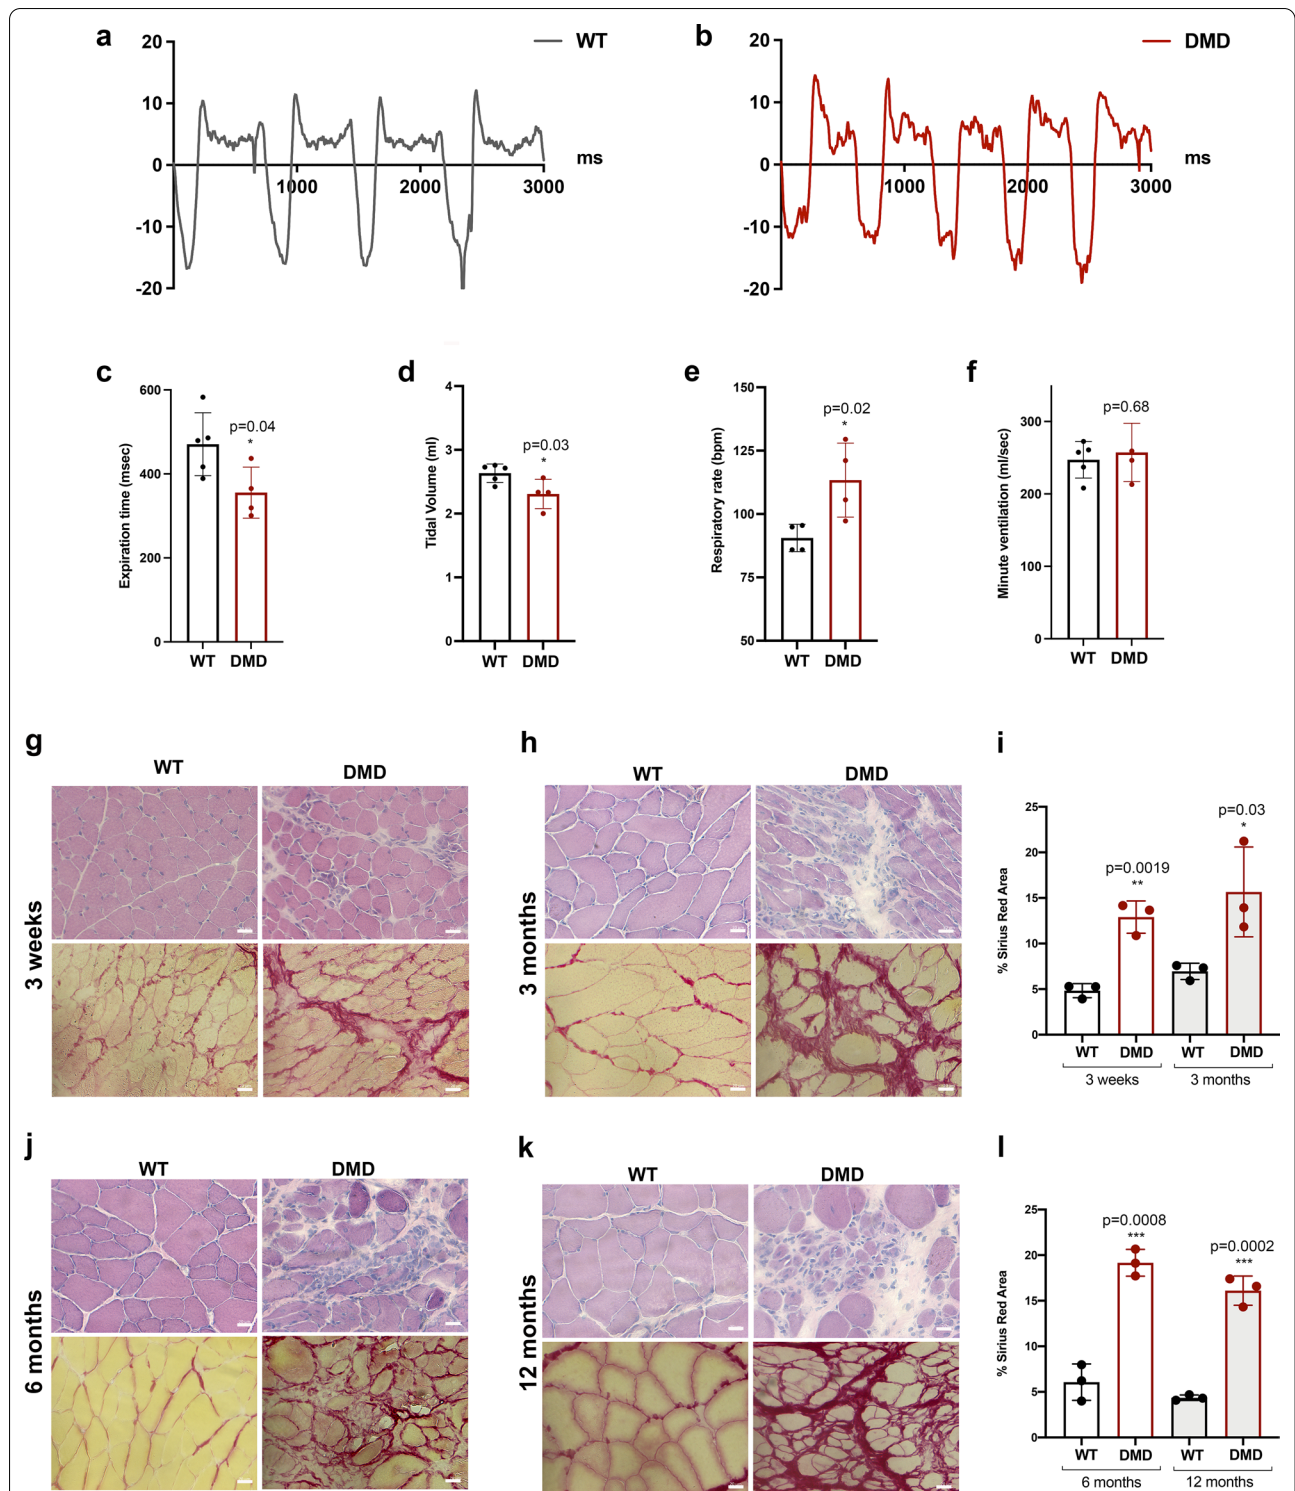 a
WT
20
10
0
-10
-20
1000
2000
3000
ms
b
DMD
20
10
0
-10
-20
1000
2000
3000
ms
c
Expiration time (msec)
600
400
200
0
p=0.04
*
WT DMD
d
Tidal Volume (ml)
4
3
2
1
0
p=0.03
*
WT DMD
e
Respiratory rate (bpm)
150
125
100
75
50
p=0.02
*
WT DMD
f
Minute ventilation (ml/sec)
300
200
100
0
p=0.68
WT DMD
g
WT DMD
3 weeks
h
WT DMD
3 months
i
% Sirius Red Area
25
20
15
10
5
0
p=0.0019
**
p=0.03
*
WT DMD WT DMD
3 weeks 3 months
j
WT DMD
6 months
k
WT DMD
12 months
l
% Sirius Red Area
25
20
15
10
5
0
p=0.0008
***
p=0.0002
***
WT DMD WT DMD
6 months 12 months